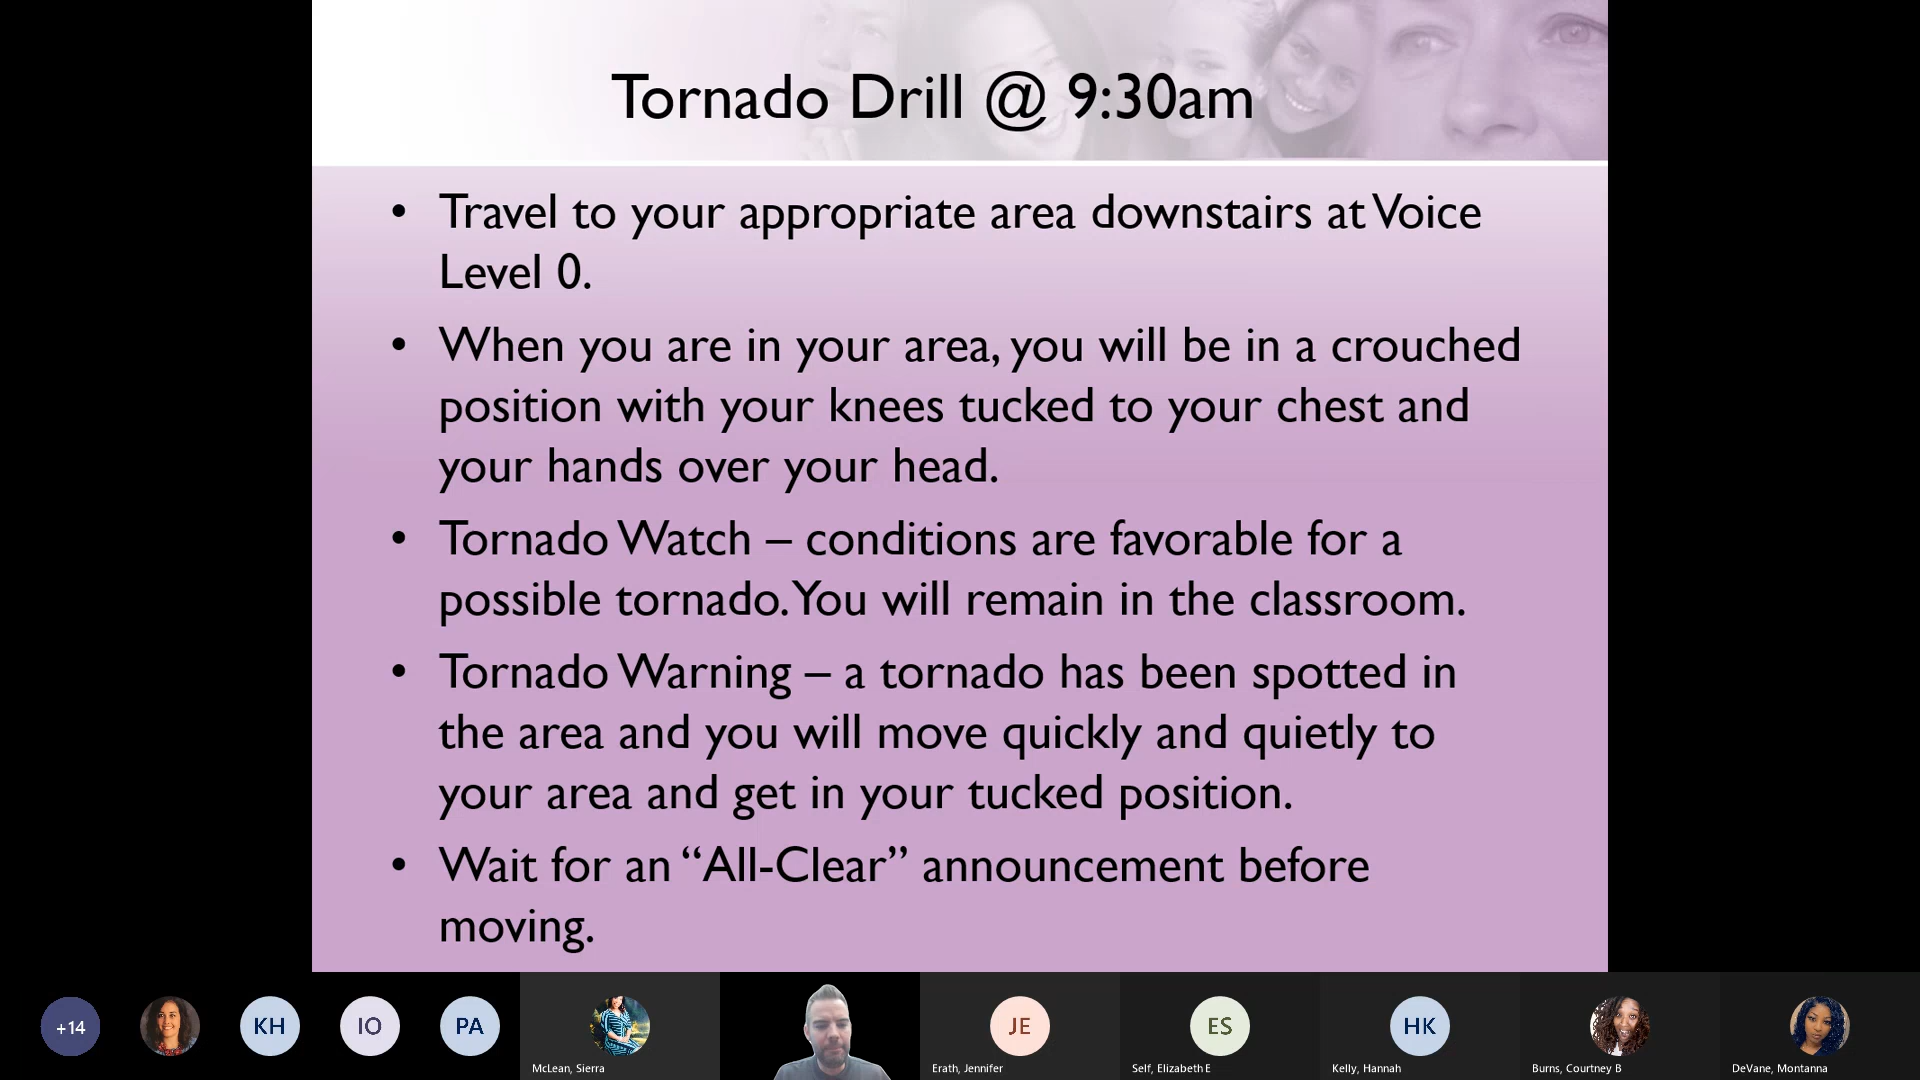 Tornado Drill @ 9:30am
• Travel to your appropriate area downstairs at Voice
Level 0.
• When you are in your area, you will be in a crouched
position with your knees tucked to your chest and
your hands over your head.
• Tornado Watch – conditions are favorable for a
possible tornado. You will remain in the classroom.
• Tornado Warning – a tornado has been spotted in
the area and you will move quickly and quietly to
your area and get in your tucked position.
• Wait for an “All-Clear” announcement before
moving.
+14
KH
IO
PA
McLean, Sierra
JE
Erath, Jennifer
ES
Self, Elizabeth E
HK
Kelly, Hannah
Burns, Courtney B
DeVane, Montanna